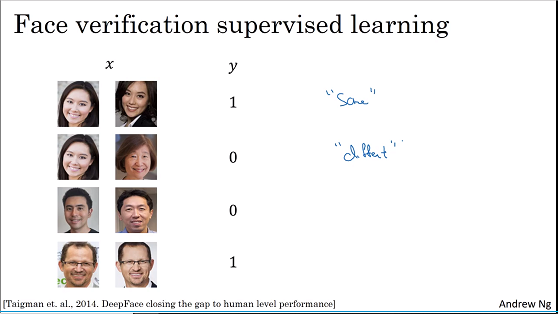 Face verification supervised learning
x y
1 "Same"
0 "different"
0
1
[Taigman et. al., 2014. DeepFace closing the gap to human level performance]
Andrew Ng